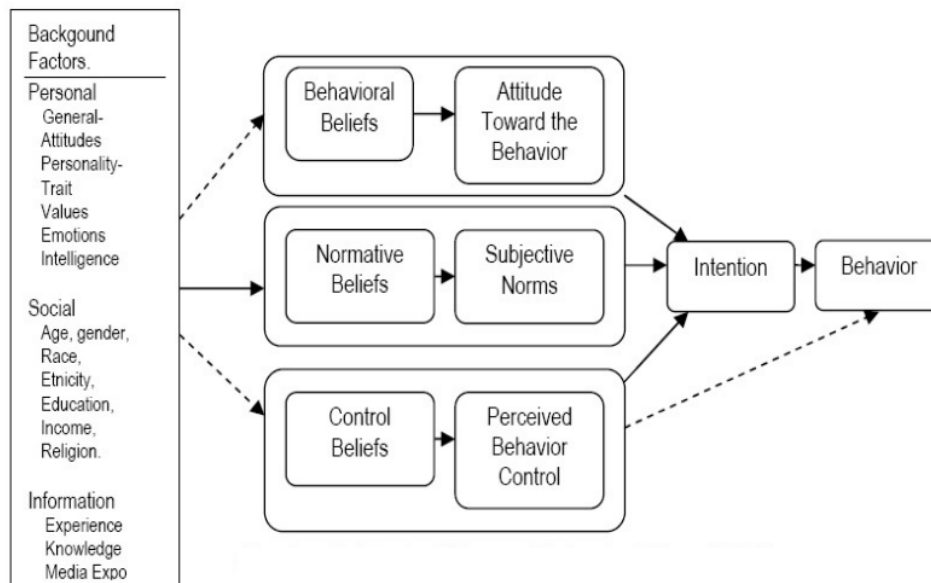 Backgound
Factors.
Personal
General-
Attitudes
Personality-
Trait
Values
Emotions
Intelligence
Social
Age, gender,
Race,
Etnicity,
Education,
Income,
Religion.
Information
Experience
Knowledge
Media Expo
Behavioral
Beliefs
Attitude
Toward the
Behavior
Normative
Beliefs
Subjective
Norms
Control
Beliefs
Perceived
Behavior
Control
Intention
Behavior